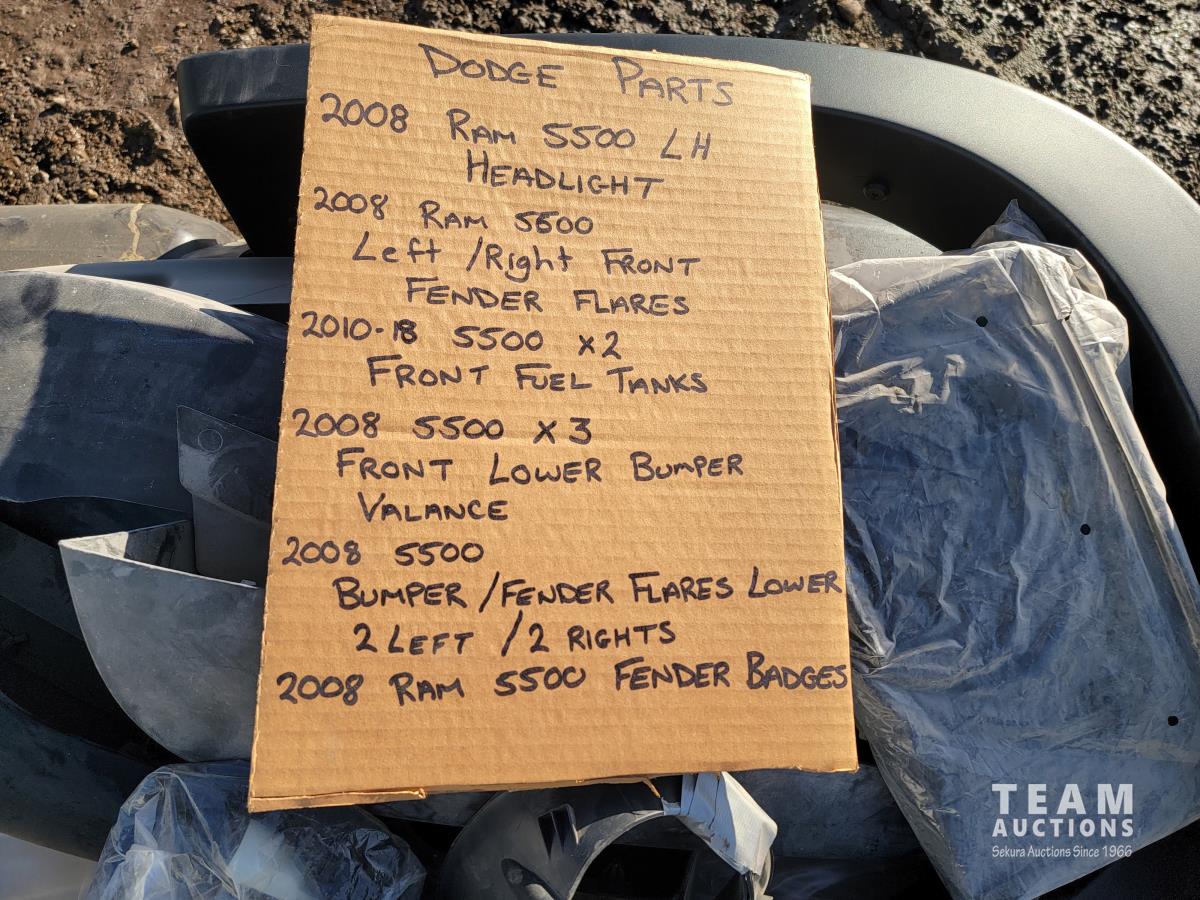 DODGE PARTS
2008 RAM 5500 LH
HEADLIGHT
2008 RAM 5500
Left / Right FRONT
FENDER FLARES
2010-18 5500 x2
FRONT FUEL TANKS
2008 5500 x3
FRONT LOWER BUMPER
VALANCE
2008 5500
BUMPER / FENDER FLARES LOWER
2 LEFT / 2 RIGHTS
2008 RAM 5500 FENDER BADGES
TEAM
AUCTIONS
Sekura Auctions Since 1966